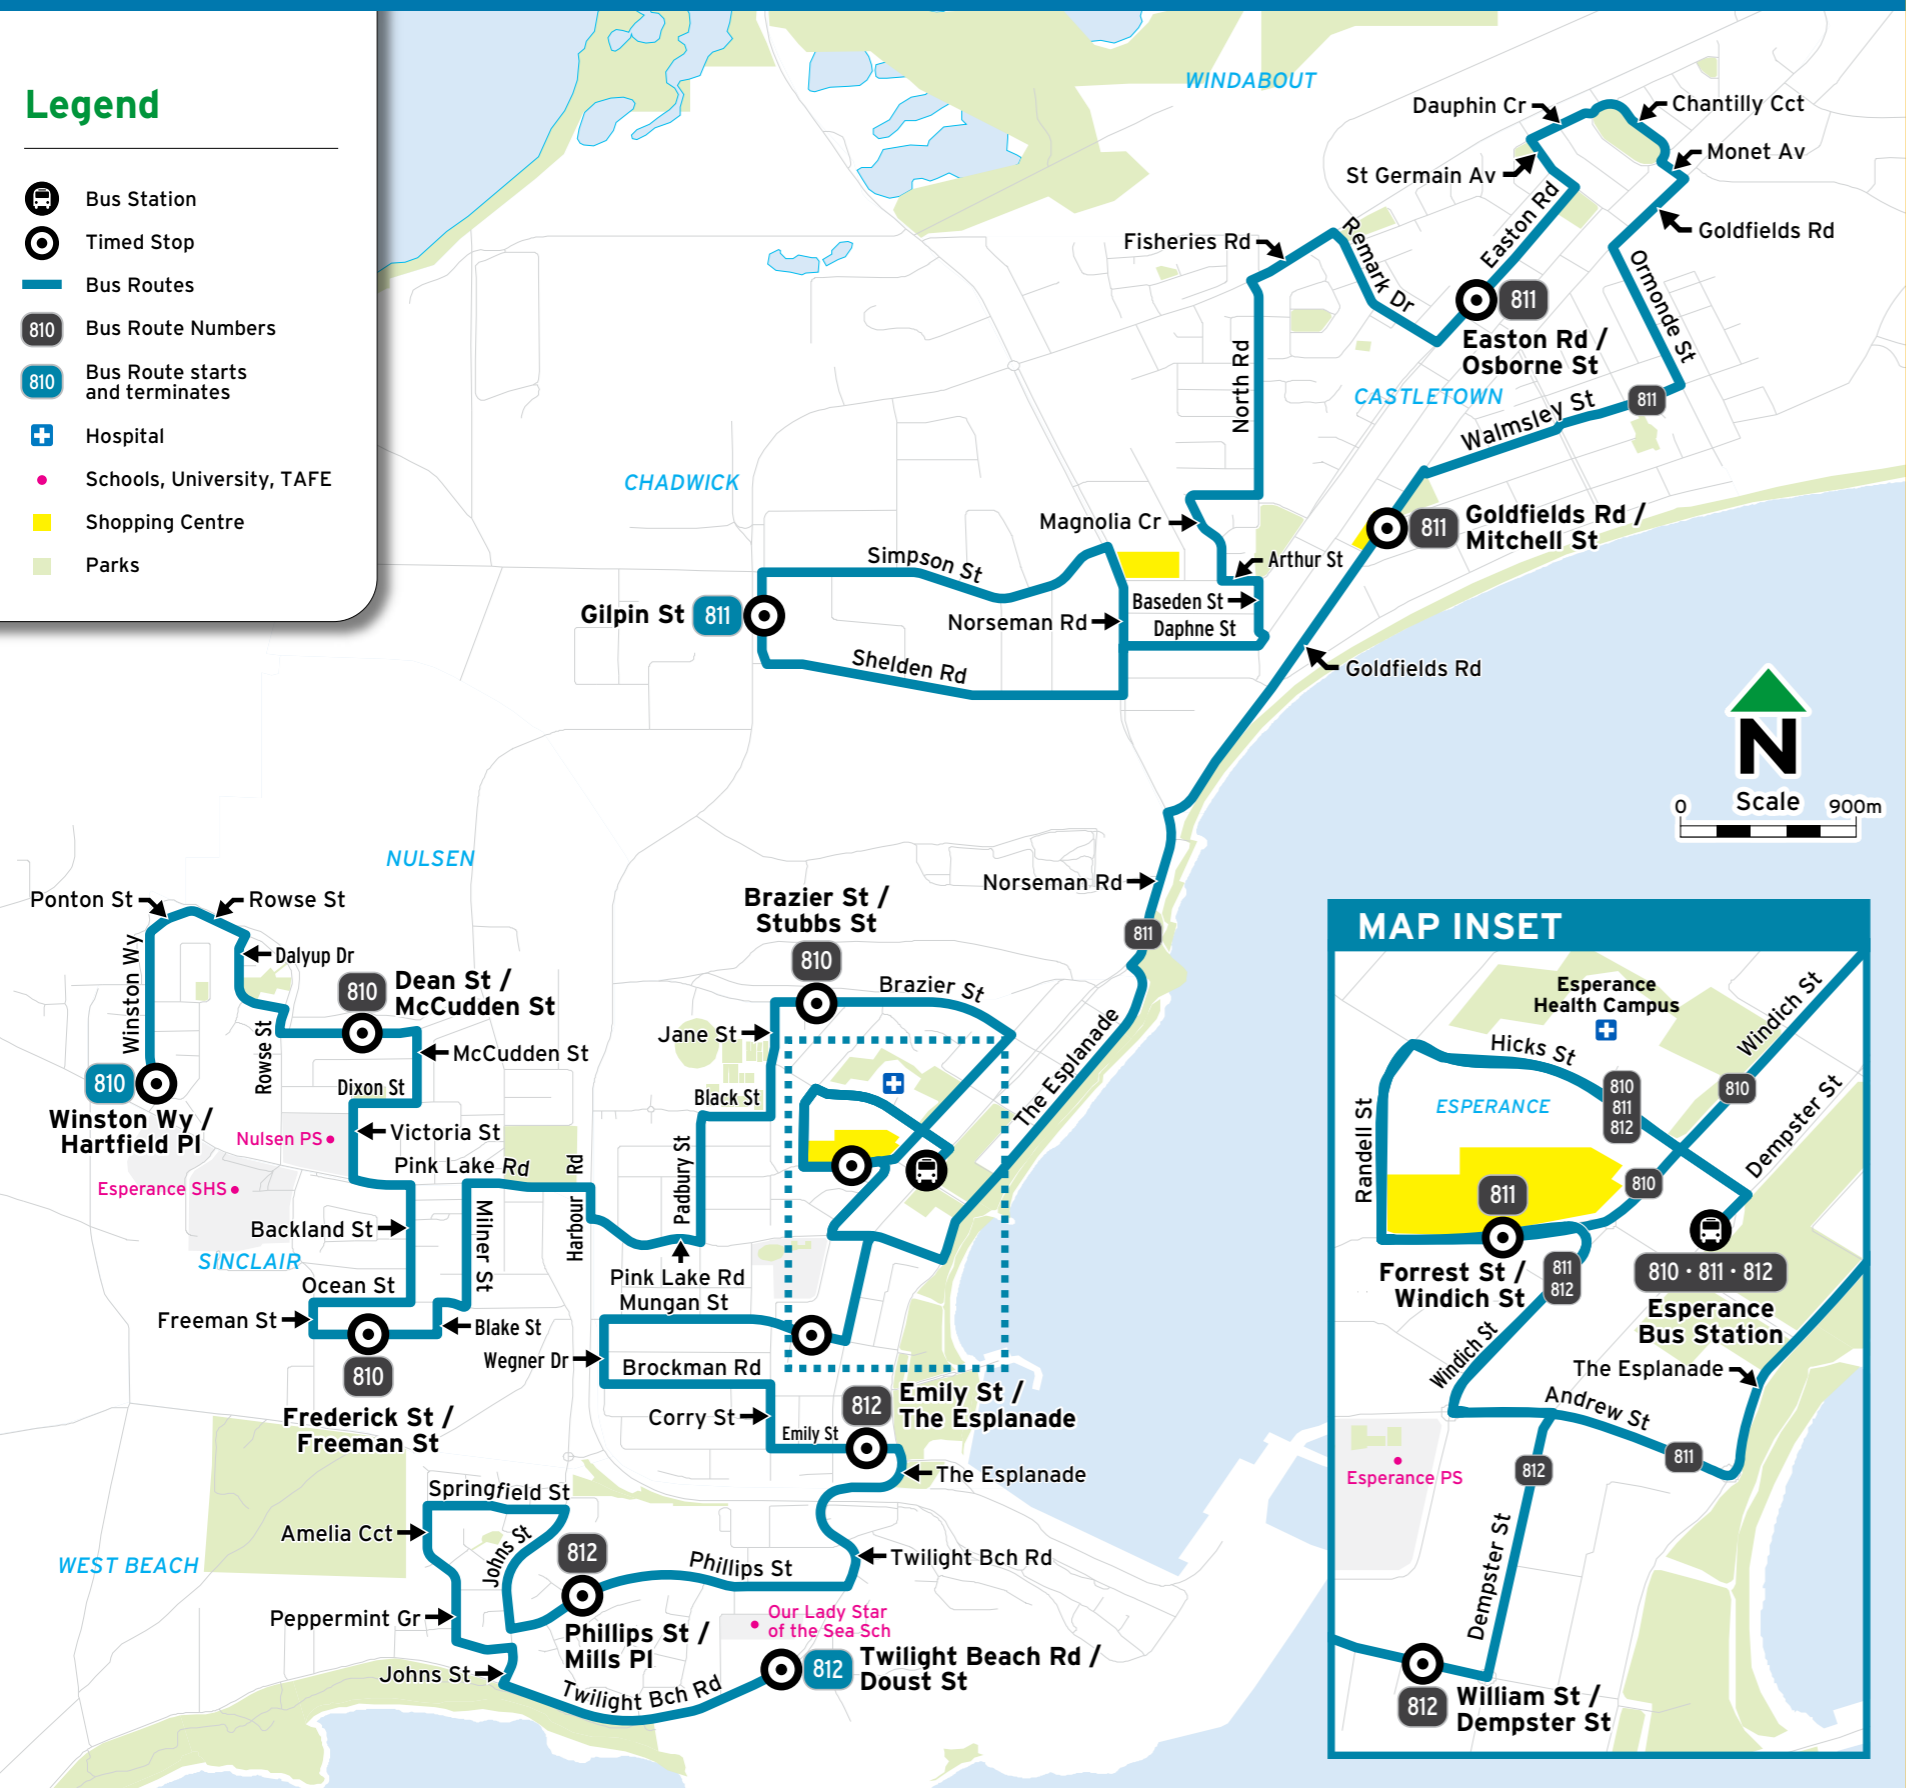 Legend
Bus Station
Timed Stop
Bus Routes
810
Bus Route Numbers
810
Bus Route starts
and terminates
Hospital
Schools, University, TAFE
Shopping Centre
Parks
WINDABOUT
Dauphin Cr
Chantilly Cct
Monet Av
St Germain Av
Easton Rd
Goldfields Rd
Fisheries Rd
Remark Dr
Ormonde St
811
Easton Rd /
Osborne St
North Rd
CASTLETOWN
811
Walmsley St
CHADWICK
Magnolia Cr
811
Goldfields Rd /
Mitchell St
Simpson St
Arthur St
Baseden St
Gilpin St
811
Norseman Rd
Daphne St
Shelden Rd
Goldfields Rd
N
0
Scale
900m
NULSEN
Norseman Rd
811
Ponton St
Rowse St
Brazier St /
Stubbs St
810
Winston Wy
Dalyup Dr
810
Dean St /
McCudden St
Brazier St
Jane St
Rowse St
McCudden St
The Esplanade
810
Dixon St
Black St
Winston Wy /
Hartfield Pl
Nulsen PS
Victoria St
Pink Lake Rd
Harbour Rd
Padbury St
Esperance SHS
Milner St
Backland St
SINCLAIR
Ocean St
Pink Lake Rd
Mungan St
Freeman St
Blake St
Wegner Dr
Brockman Rd
810
Frederick St /
Freeman St
Corry St
Emily St
812
Emily St /
The Esplanade
The Esplanade
Springfield St
Amelia Cct
Johns St
812
WEST BEACH
Phillips St
Twilight Bch Rd
Peppermint Gr
Our Lady Star
of the Sea Sch
Phillips St /
Mills Pl
Johns St
Twilight Bch Rd
812
Twilight Beach Rd /
Doust St
MAP INSET
Esperance
Health Campus
Windich St
Hicks St
810
811
812
810
Dempster St
ESPERANCE
Randell St
811
810
Forrest St /
Windich St
811
812
810 • 811 • 812
Esperance
Bus Station
Windich St
The Esplanade
Andrew St
811
Esperance PS
812
Dempster St
812
William St /
Dempster St